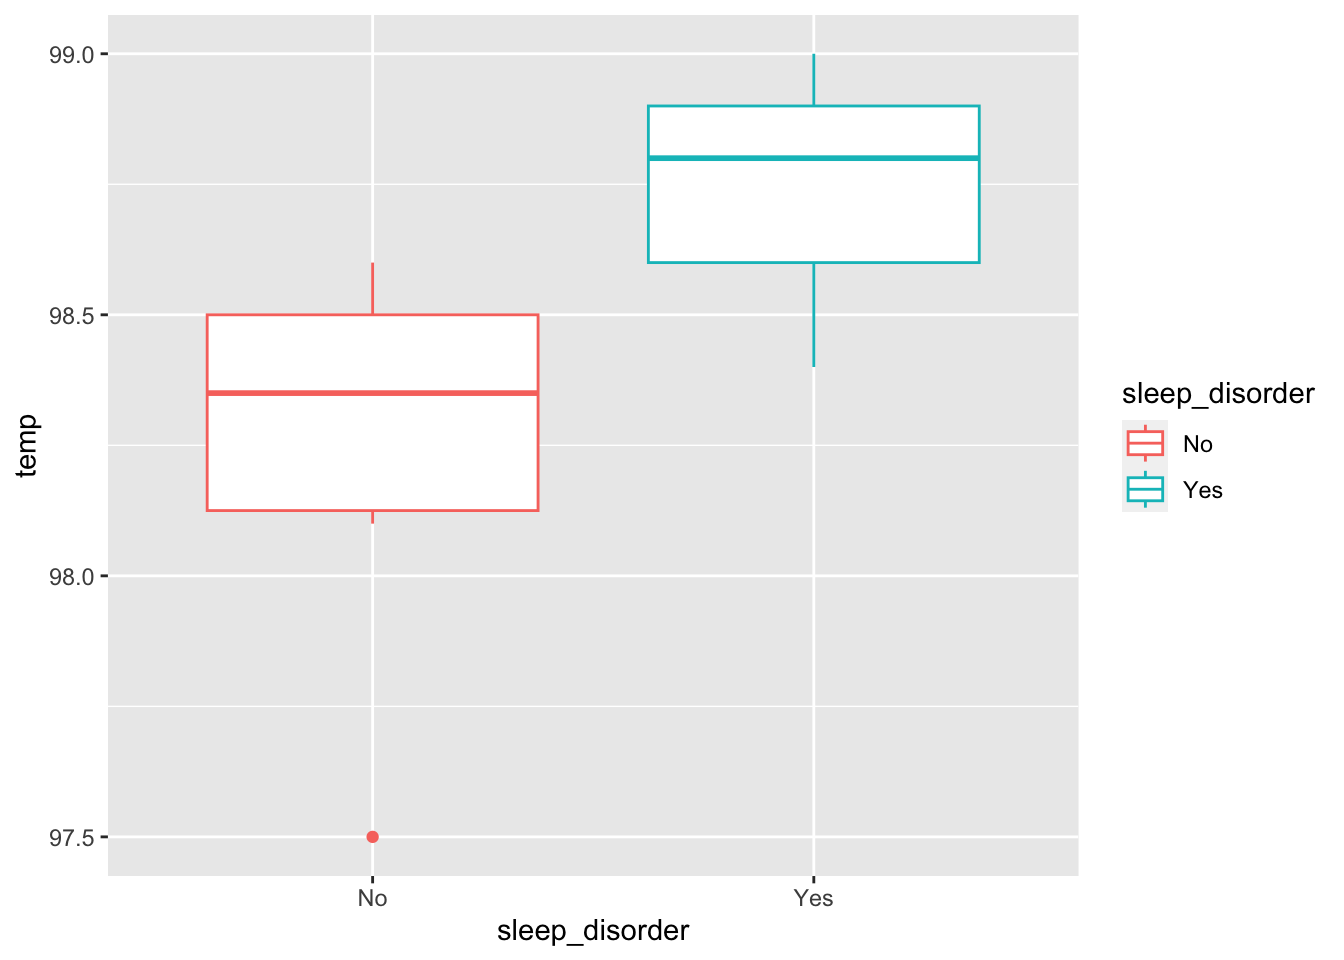 99.0
98.5
98.0
97.5
temp
No
Yes
sleep_disorder
sleep_disorder
No
Yes